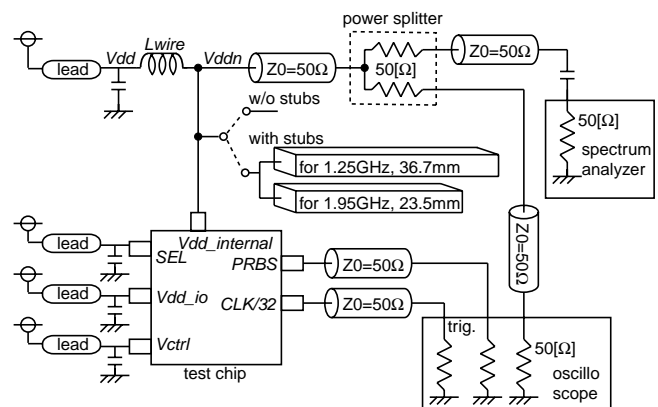 power splitter
Vdd
Lwire
Vddn
lead
Z0=50Ω
50[Ω]
Z0=50Ω
w/o stubs
with stubs
for 1.25GHz, 36.7mm
for 1.95GHz, 23.5mm
50[Ω]
spectrum
analyzer
Z0=50Ω
lead
SEL
Vdd_internal
PRBS
Z0=50Ω
lead
Vdd_io
CLK/32
Z0=50Ω
lead
Vctrl
test chip
trig.
50[Ω]
oscillo
scope